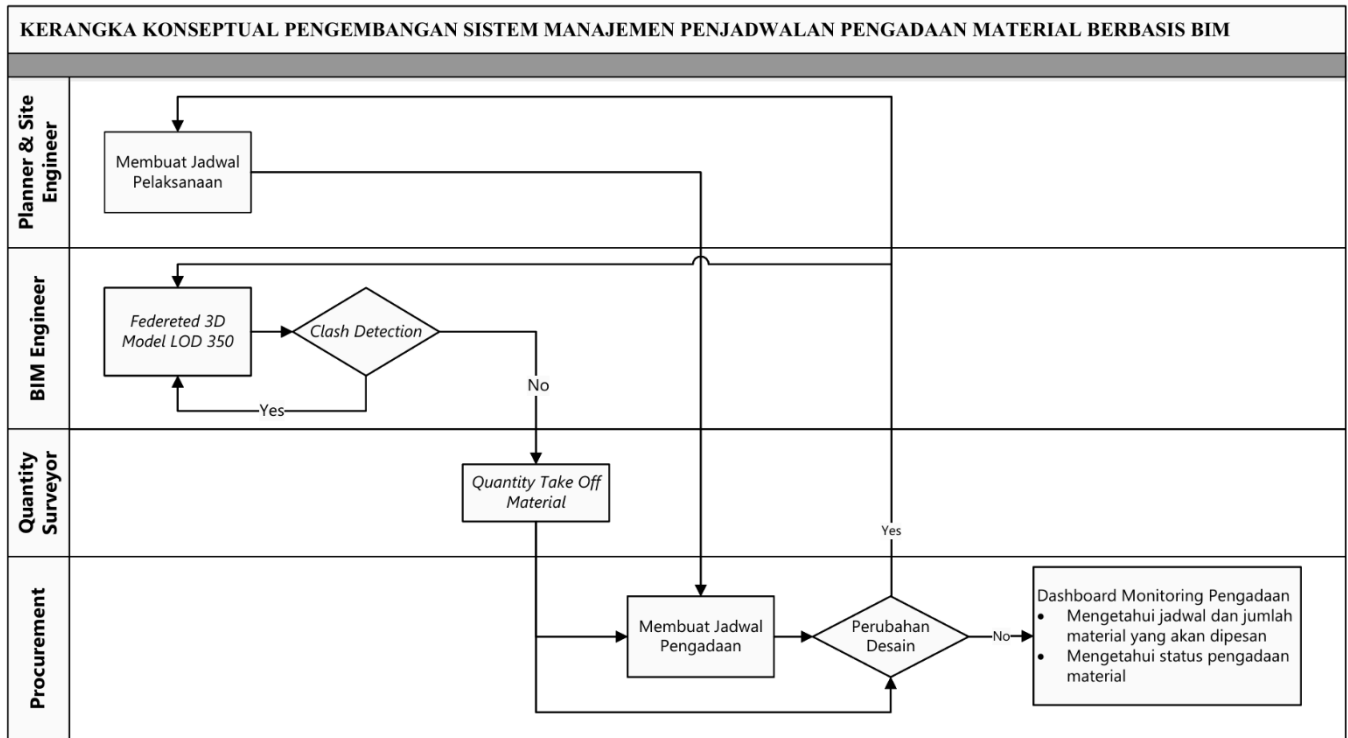 KERANGKA KONSEPTUAL PENGEMBANGAN SISTEM MANAJEMEN PENJADWALAN PENGADAAN MATERIAL BERBASIS BIM
Planner & Site
Engineer
Membuat Jadwal
Pelaksanaan
BIM Engineer
Federeted 3D
Model LOD 350
Clash Detection
No
Yes
Quantity
Surveyor
Quantity Take Off
Material
Yes
Procurement
Membuat Jadwal
Pengadaan
Perubahan
Desain
No
Dashboard Monitoring Pengadaan
• Mengetahui jadwal dan jumlah
material yang akan dipesan
• Mengetahui status pengadaan
material